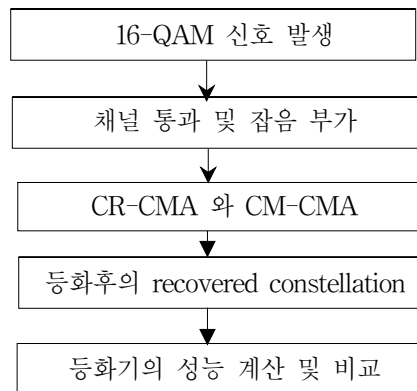 16-QAM 신호 발생
채널 통과 및 잡음 부가
CR-CMA 와 CM-CMA
등화후의 recovered constellation
등화기의 성능 계산 및 비교